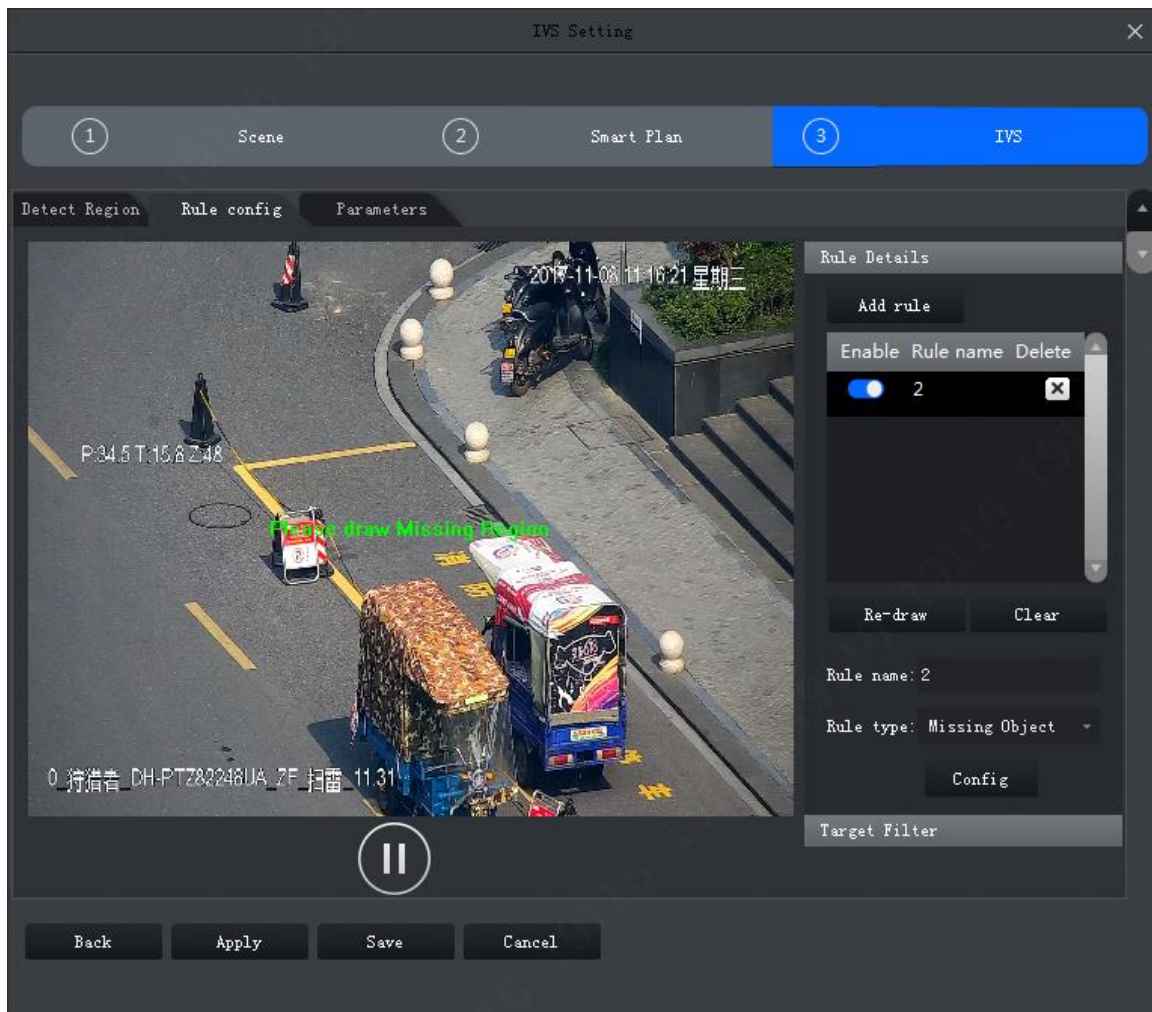 IVS Setting
1 Scene 2 Smart Plan 3 IVS
Detect Region Rule config Parameters
2017-11-08 11:16:21 星期三
P:34.5 T:15.8 Z:48
Please draw Missing Region
0_狩猎者_DH-PTZ82248UA_ZF_扫雷_11.31
Rule Details
Add rule
Enable Rule name Delete
2
Re-draw Clear
Rule name: 2
Rule type: Missing Object
Config
Target Filter
Back Apply Save Cancel